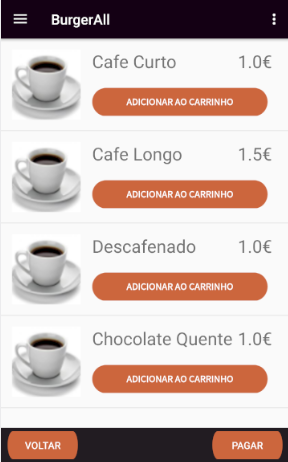 BurgerAll
Cafe Curto 1.0€
ADICIONAR AO CARRINHO
Cafe Longo 1.5€
ADICIONAR AO CARRINHO
Descafenado 1.0€
ADICIONAR AO CARRINHO
Chocolate Quente 1.0€
ADICIONAR AO CARRINHO
VOLTAR PAGAR